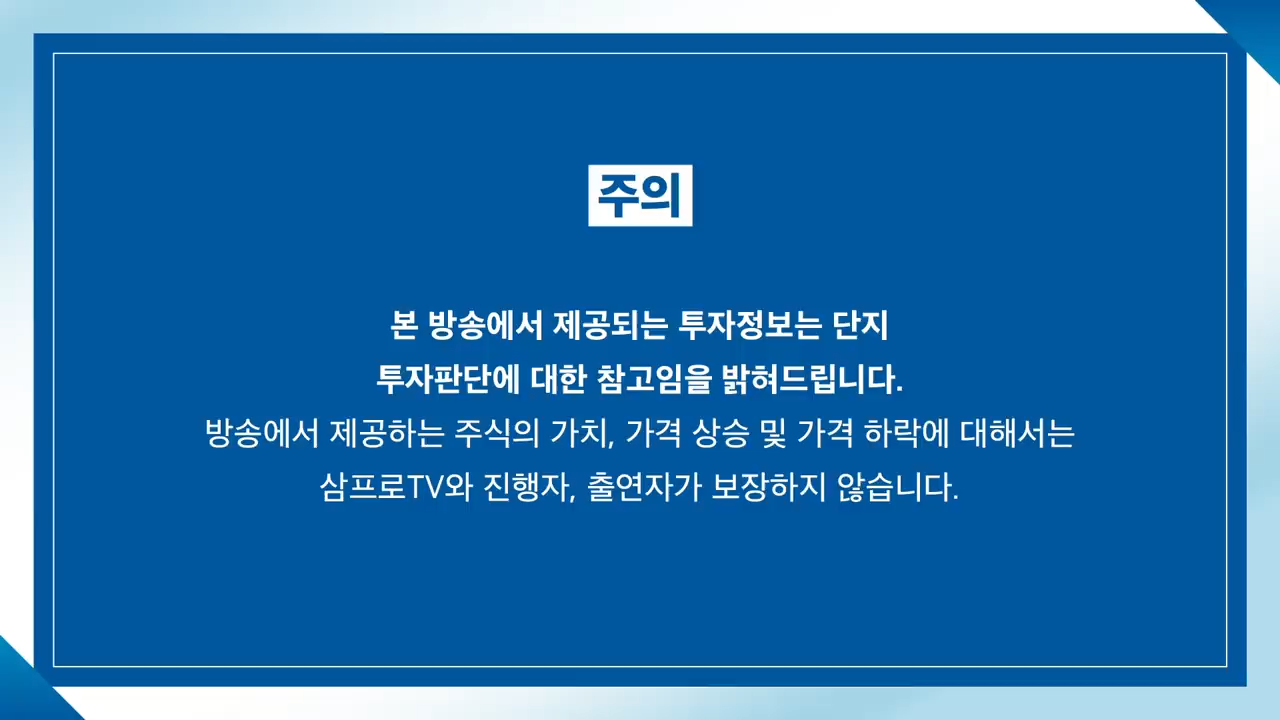 주의
본 방송에서 제공되는 투자정보는 단지
투자판단에 대한 참고임을 밝혀드립니다.
방송에서 제공하는 주식의 가치, 가격 상승 및 가격 하락에 대해서는
삼프로TV와 진행자, 출연자가 보장하지 않습니다.